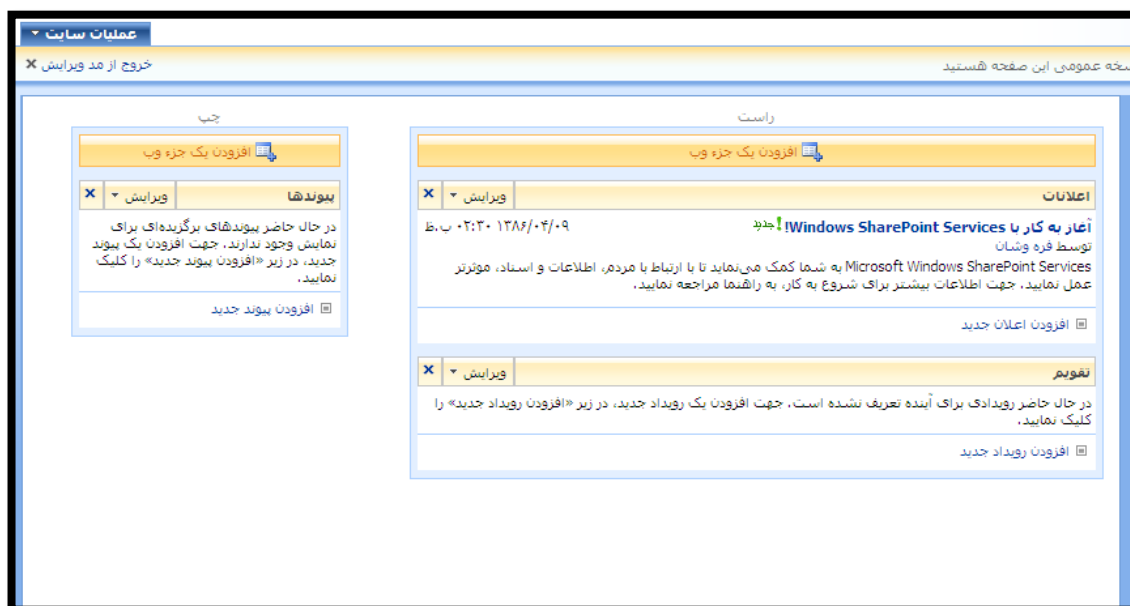 عملیات سایت
نسخه عمومی این صفحه هستید
خروج از مد ویرایش
راست
افزودن یک جزء وب
اعلانات
ویرایش
آغاز به کار با Windows SharePoint Services! جدید
۱۳۸۶/۰۴/۰۹ ۰۲:۳۰ ب.ظ
توسط فره وشان
Microsoft Windows SharePoint Services به شما کمک می‌نماید تا با ارتباط با مردم، اطلاعات و اسناد، موثرتر
عمل نمایید. جهت اطلاعات بیشتر برای شروع به کار، به راهنما مراجعه نمایید.
افزودن اعلان جدید
تقویم
ویرایش
در حال حاضر رویدادی برای آینده تعریف نشده است. جهت افزودن یک رویداد جدید، در زیر «افزودن رویداد جدید» را
کلیک نمایید.
افزودن رویداد جدید
چپ
افزودن یک جزء وب
پیوندها
ویرایش
در حال حاضر پیوندهای برگزیده‌ای برای
نمایش وجود ندارند. جهت افزودن یک پیوند
جدید، در زیر «افزودن پیوند جدید» را کلیک
نمایید.
افزودن پیوند جدید